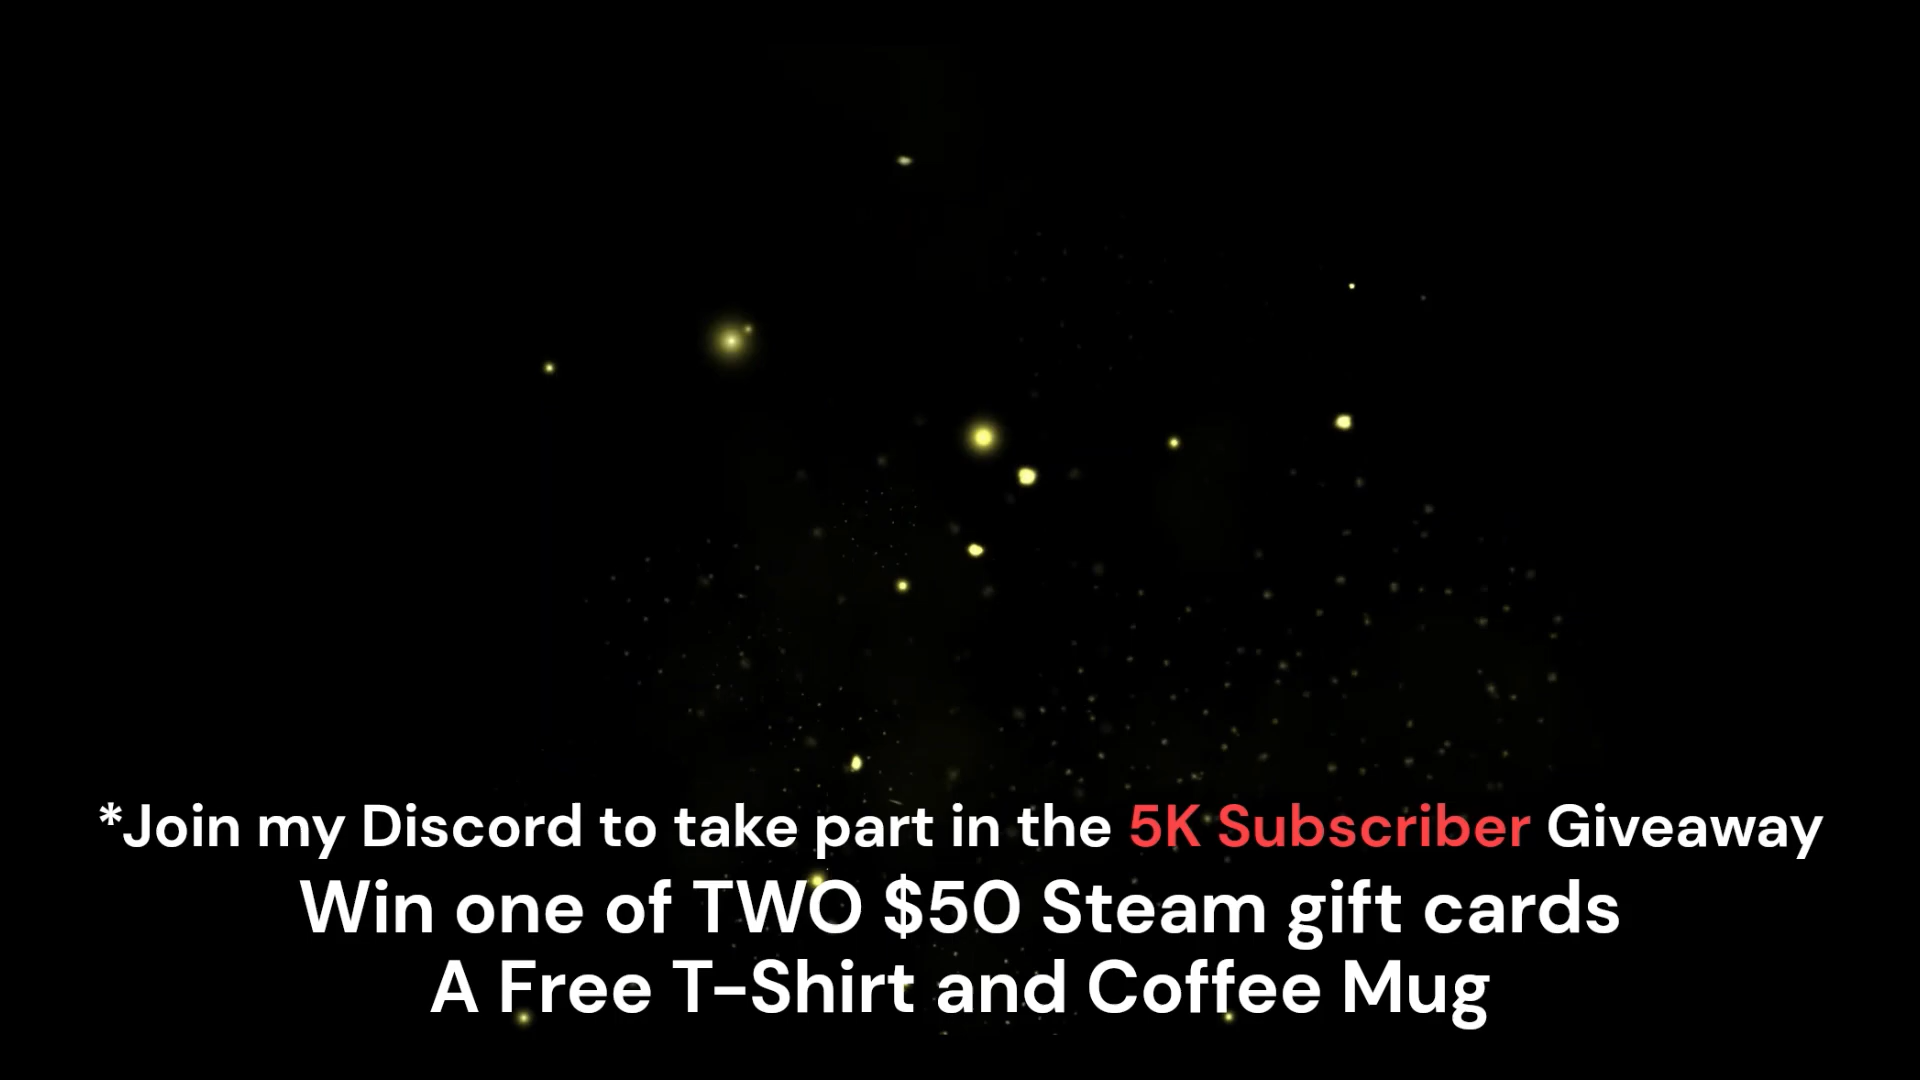 *Join my Discord to take part in the 5K Subscriber Giveaway
Win one of TWO $50 Steam gift cards
A Free T-Shirt and Coffee Mug